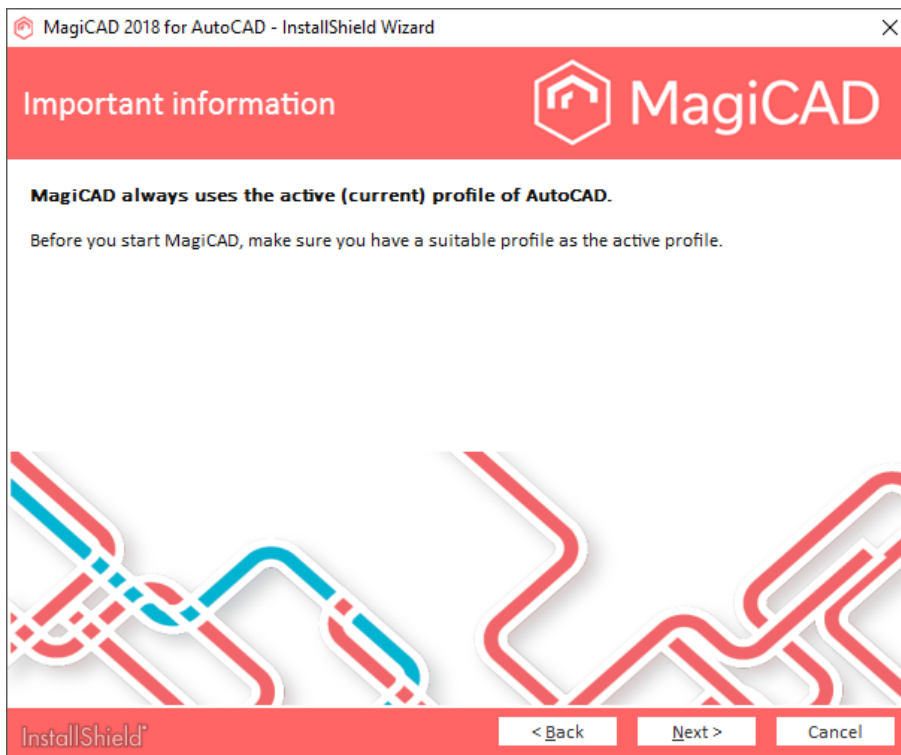 MagiCAD 2018 for AutoCAD - InstallShield Wizard
Important information
MagiCAD
MagiCAD always uses the active (current) profile of AutoCAD.
Before you start MagiCAD, make sure you have a suitable profile as the active profile.
InstallShield
< Back
Next >
Cancel